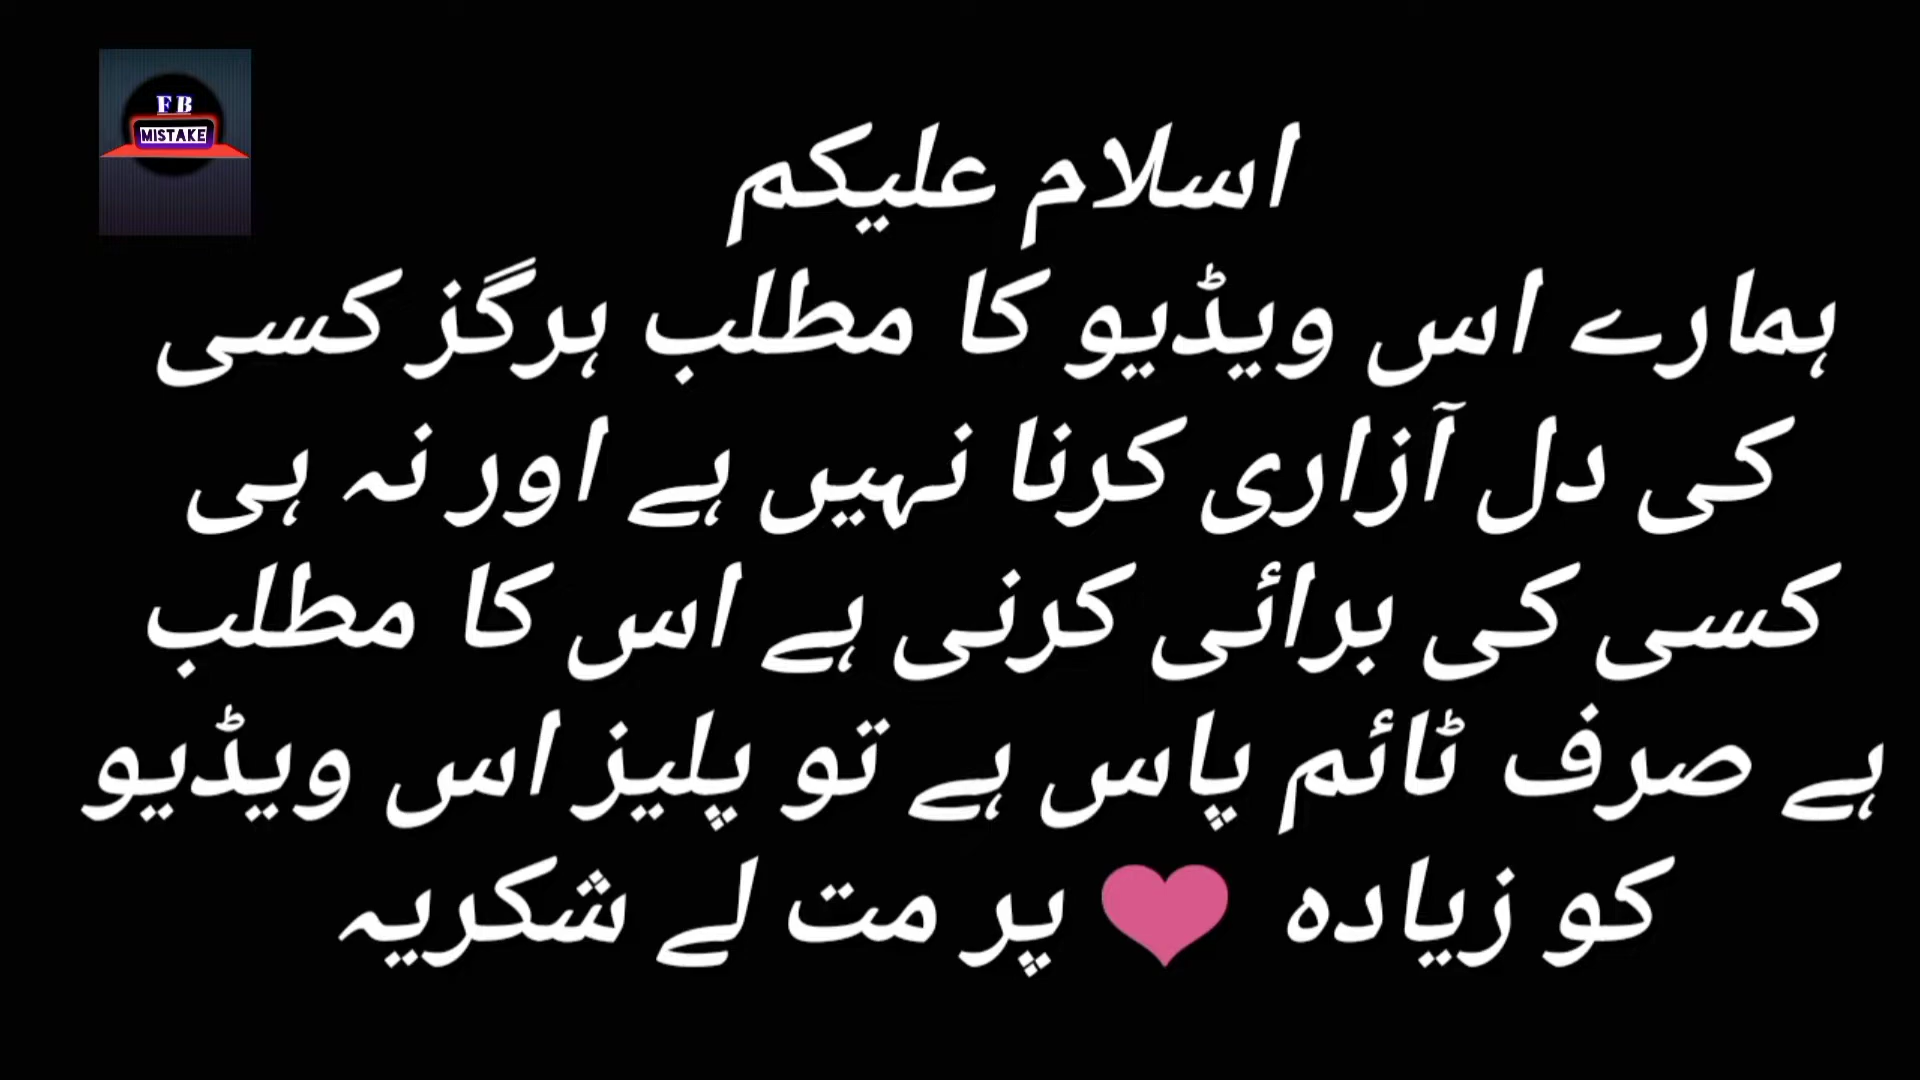 FB
MISTAKE
اسلام علیکم
ہمارے اس ویڈیو کا مطلب ہرگز کسی
کی دل آزاری کرنا نہیں ہے اور نہ ہی
کسی کی برائی کرنی ہے اس کا مطلب
ہے صرف ٹائم پاس ہے تو پلیز اس ویڈیو
کو زیادہ ❤ پر مت لے شکریہ